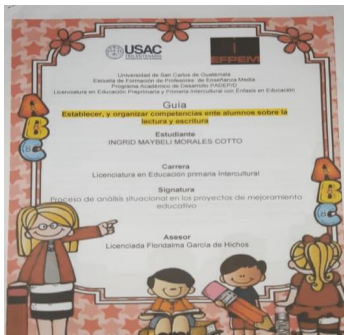 USAC
TRICENTENARIA
EFPEM
Universidad de San Carlos de Guatemala
Escuela de Formación de Profesores de Enseñanza Media
Programa Académico de Desarrollo PADEP/D
Licenciatura en Educación Preprimaria y Primaria Intercultural con Énfasis en Educación
Guía
Establecer, y organizar competencias ente alumnos sobre la
lectura y escritura
Estudiante
INGRID MAYBELI MORALES COTTO
Carrera
Licenciatura en Educación primaria Intercultural
Signatura
Proceso de análisis situacional en los proyectos de mejoramiento
educativo
Asesor
Licenciada Floridalma García de Hichos
A
B
C
A
B
C